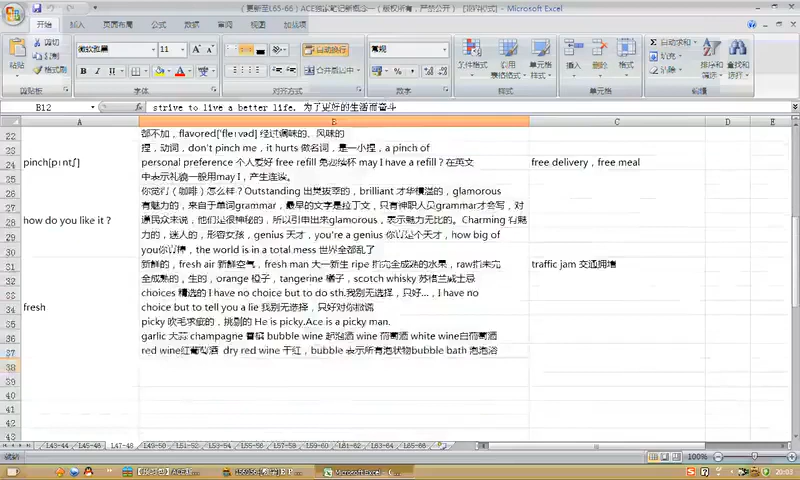 (更新至L65-66)ACE独家笔记新概念一(版权所有，严禁公开) [兼容模式] - Microsoft Excel
开始 插入 页面布局 公式 数据 审阅 视图 加载项
剪切
复制
格式刷
粘贴
微软雅黑 11
自动换行
合并后居中
常规
条件格式 套用表格格式 单元格样式
插入 删除 格式
自动求和
填充
清除
排序和筛选 查找和选择
剪贴板 字体 对齐方式 数字 样式 单元格 编辑
B12 strive to live a better life. 为了更好的生活而奋斗
A B C D E
22 都不加，flavored['fleɪvəd] 经过调味的、风味的
捏，动词，don't pinch me，it hurts 做名词，是一小捏，a pinch of
24 pinch[pɪntʃ] personal preference 个人爱好 free refill 免费续杯 may I have a refill？在英文 free delivery，free meal
中表示礼貌一般用may I，产生连读。
26 你觉得（咖啡）怎么样？Outstanding 出类拔萃的，brilliant 才华横溢的，glamorous
有魅力的，来自于单词grammar，最早的文字是拉丁文，只有神职人员grammar才会写，对
28 how do you like it？ 谭民众来说，他们是很神秘的，所以引申出来glamorous，表示魅力无比的。Charming 有魅
力的，迷人的，形容女孩，genius 天才，you're a genius 你真是个天才，how big of
30 you你真棒，the world is in a total mess 世界全都乱了
31 新鲜的，fresh air 新鲜空气，fresh man 大一新生 ripe 指完全成熟的水果，raw指未完 traffic jam 交通拥堵
全成熟的，生的，orange 橙子，tangerine 橘子，scotch whisky 苏格兰威士忌
choices 精选的 I have no choice but to do sth.我别无选择，只好...，I have no
fresh choice but to tell you a lie 我别无选择，只好对你撒谎
picky 吹毛求疵的，挑剔的 He is picky.Ace is a picky man.
36 garlic 大蒜 champagne 香槟 bubble wine 起泡酒 wine 葡萄酒 white wine白葡萄酒
37 red wine红葡萄酒 dry red wine 干红，bubble 表示所有泡状物bubble bath 泡泡浴
38
39
40
41
42
43
L43-44 L45-46 L47-48 L49-50 L51-52 L53-54 L55-56 L57-58 L59-60 L61-62 L63-64 L65-66
就绪 100%
Microsoft Excel - (... 20:03